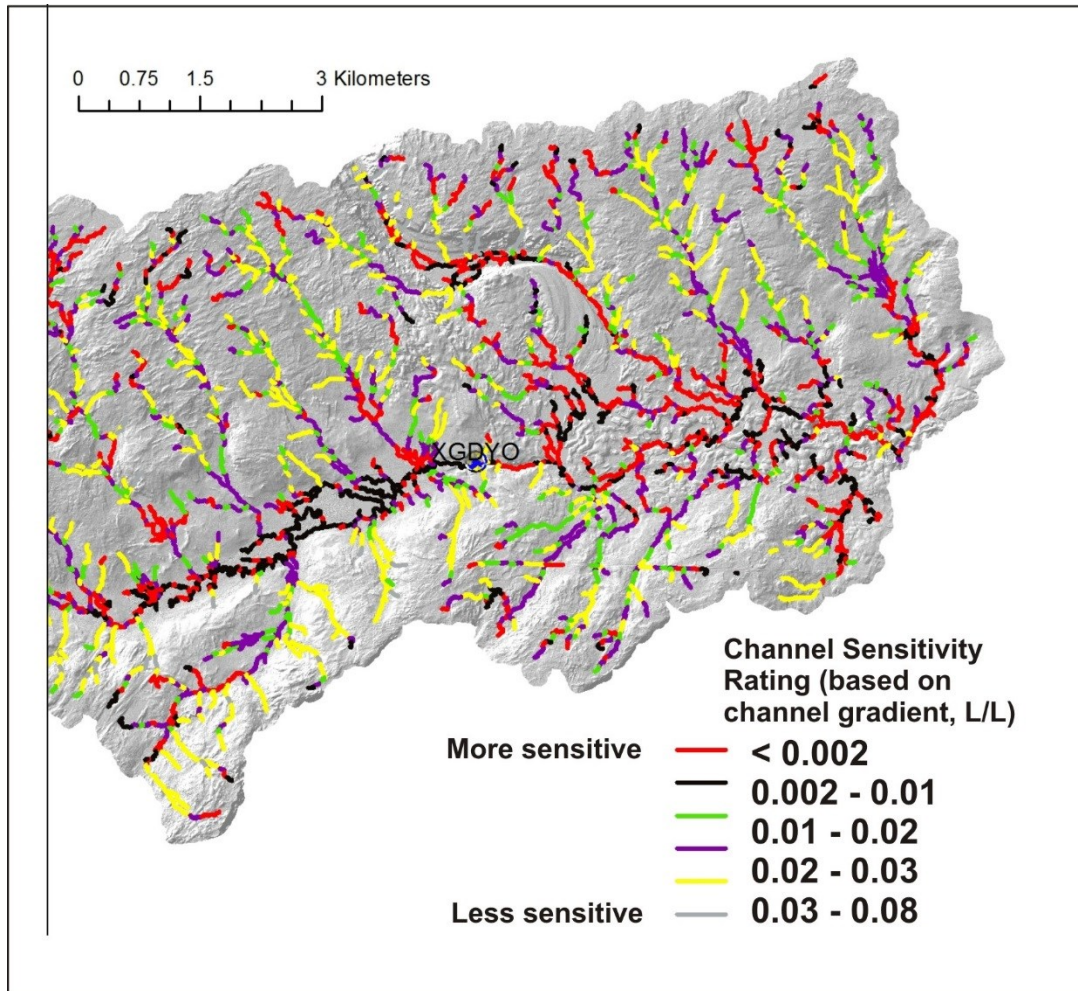 0 0.75 1.5 3 Kilometers
XGDYO
Channel Sensitivity
Rating (based on
channel gradient, L/L)
More sensitive < 0.002
0.002 - 0.01
0.01 - 0.02
0.02 - 0.03
Less sensitive 0.03 - 0.08